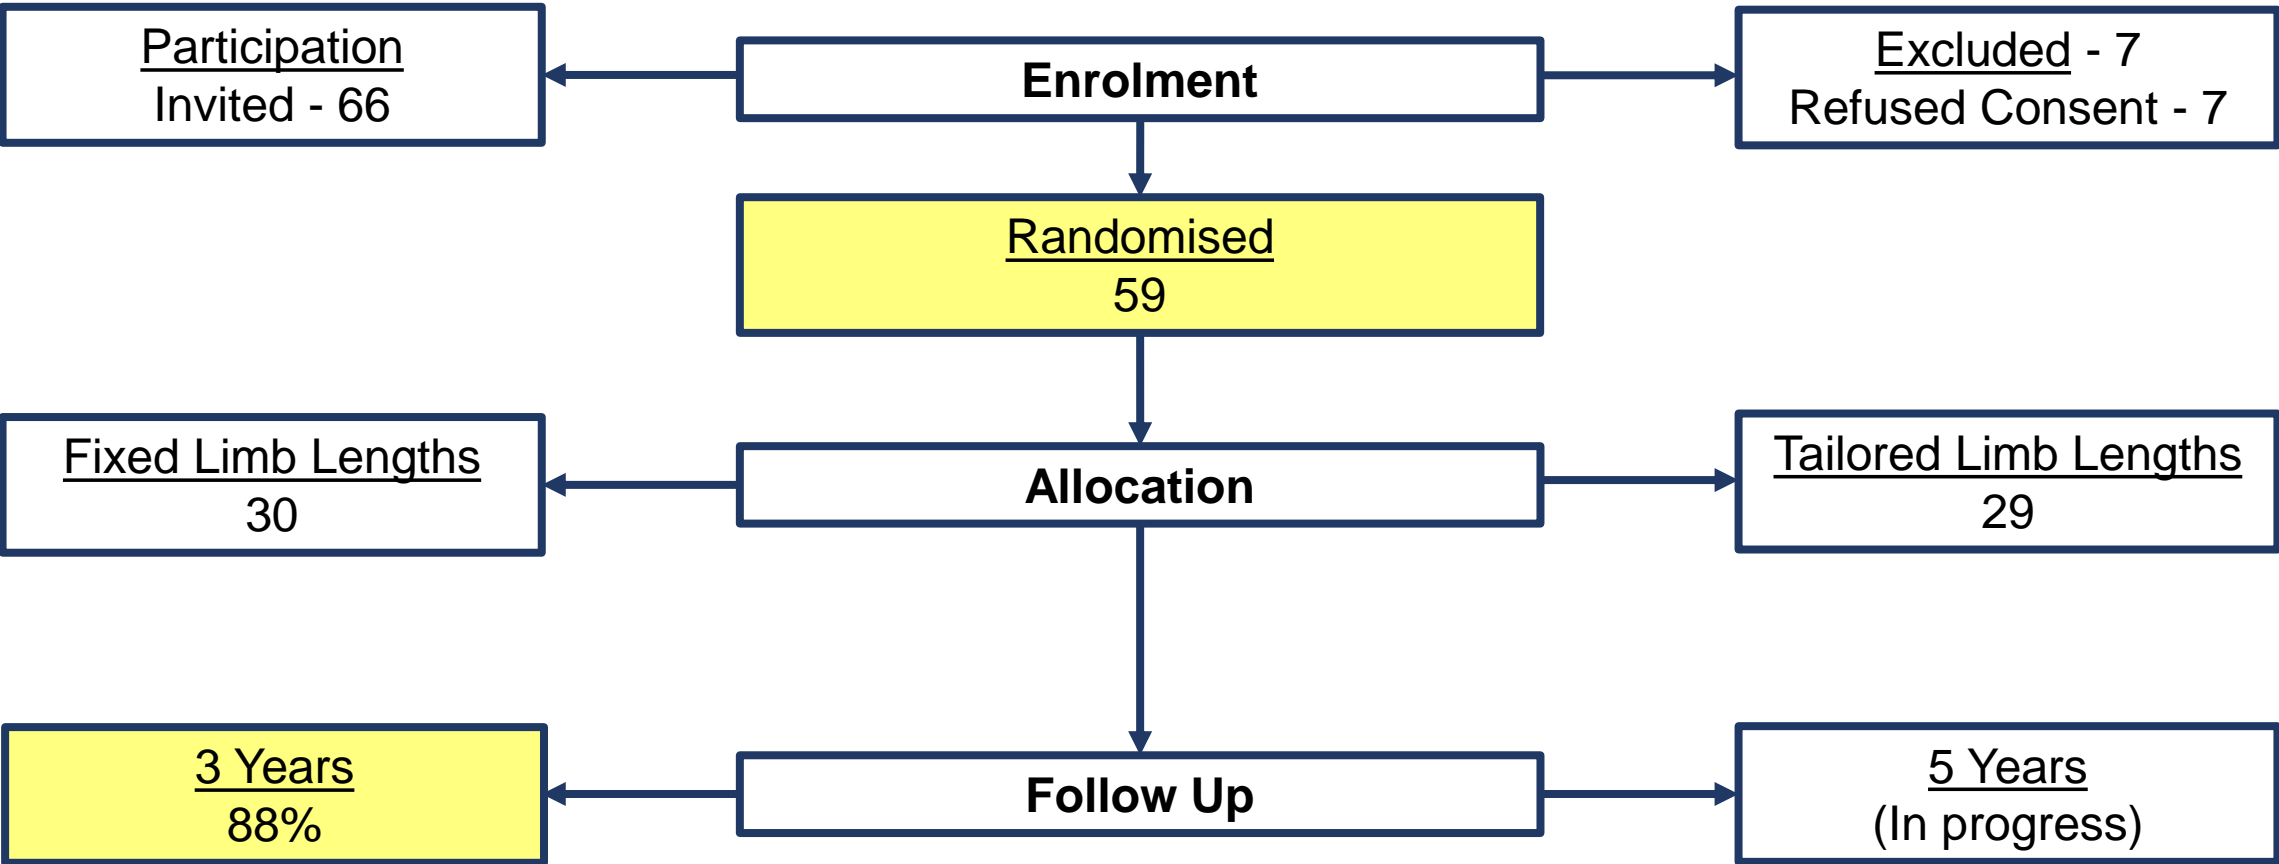 Participation
Invited - 66
Enrolment
Excluded - 7
Refused Consent - 7
Randomised
59
Fixed Limb Lengths
30
Allocation
Tailored Limb Lengths
29
3 Years
88%
Follow Up
5 Years
(In progress)